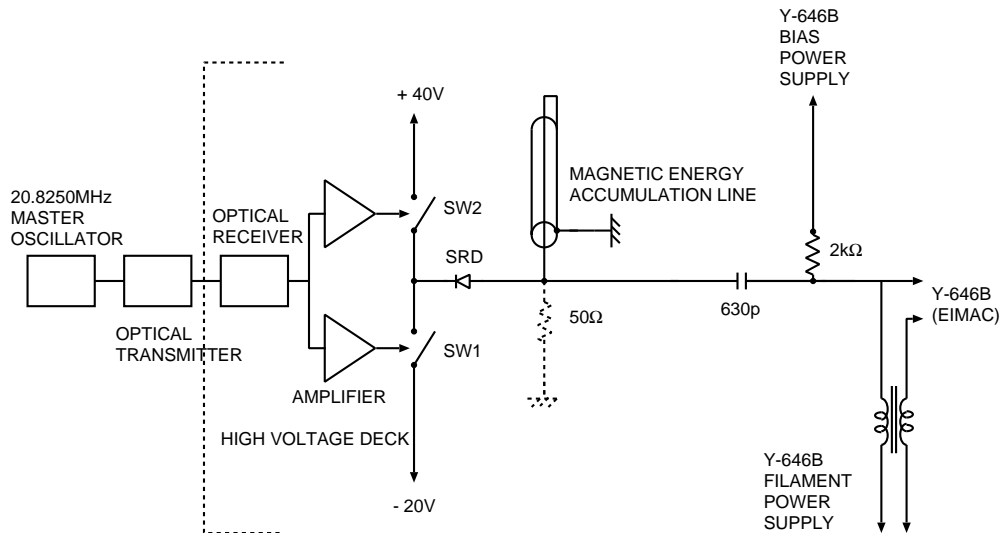 Y-646B
BIAS
POWER
SUPPLY
+ 40V
20.8250MHz
MASTER
OSCILLATOR
OPTICAL
RECEIVER
SW2
MAGNETIC ENERGY
ACCUMULATION LINE
SRD
2kΩ
OPTICAL
TRANSMITTER
50Ω
630p
Y-646B
(EIMAC)
SW1
AMPLIFIER
HIGH VOLTAGE DECK
- 20V
Y-646B
FILAMENT
POWER
SUPPLY